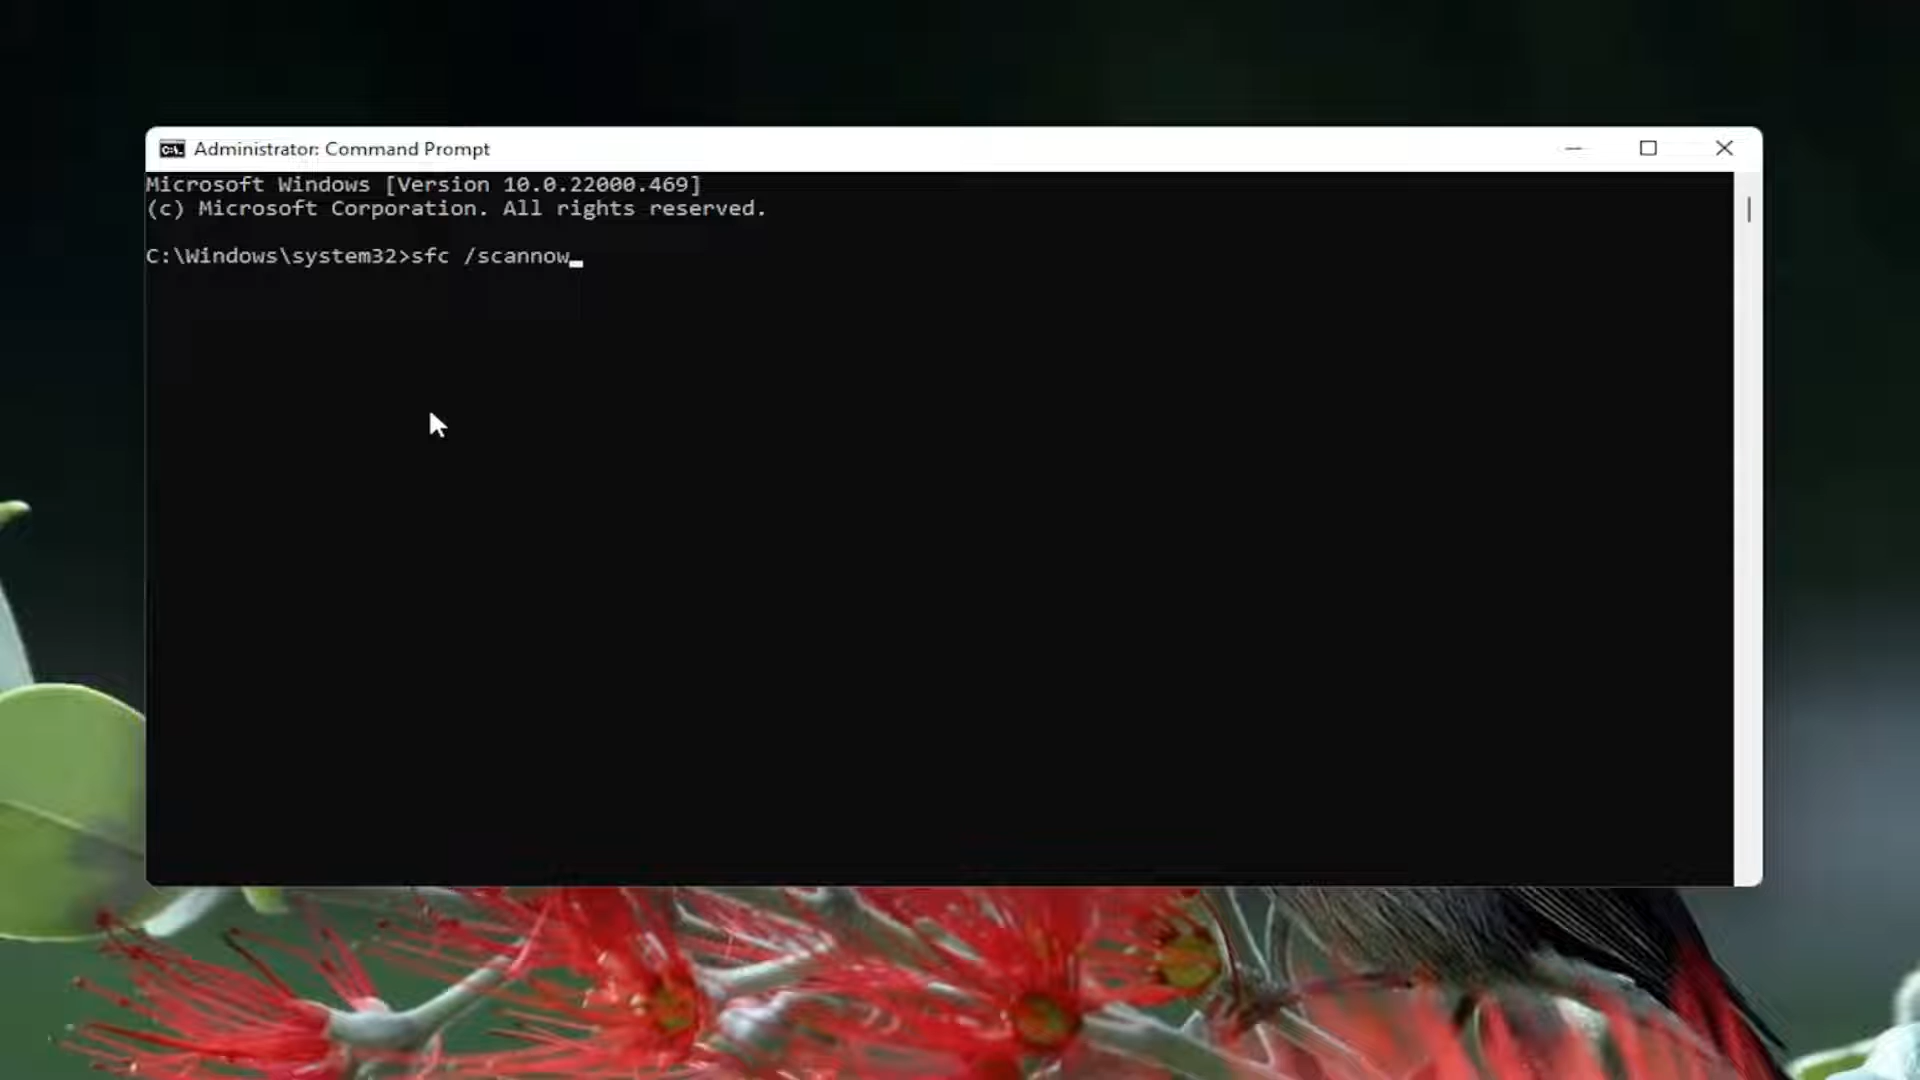 Administrator: Command Prompt
Microsoft Windows [Version 10.0.22000.469]
(c) Microsoft Corporation. All rights reserved.
C:\Windows\system32>sfc /scannow